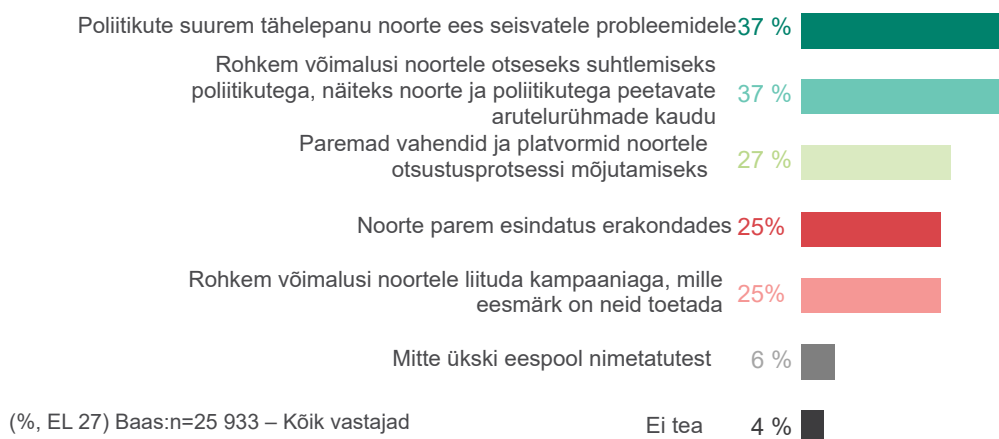 Poliitikute suurem tähelepanu noorte ees seisvatele probleemidele 37 %
Rohkem võimalusi noortele otseseks suhtlemiseks
poliitikutega, näiteks noorte ja poliitikutega peetavate
arutelurühmade kaudu
37 %
Paremad vahendid ja platvormid noortele
otsustusprotsessi mõjutamiseks
27 %
Noorte parem esindatus erakondades 25%
Rohkem võimalusi noortele liituda kampaaniaga, mille
eesmärk on neid toetada
25%
Mitte ükski eespool nimetatutest 6 %
Ei tea 4 %
(%, EL 27) Baas:n=25 933 – Kõik vastajad